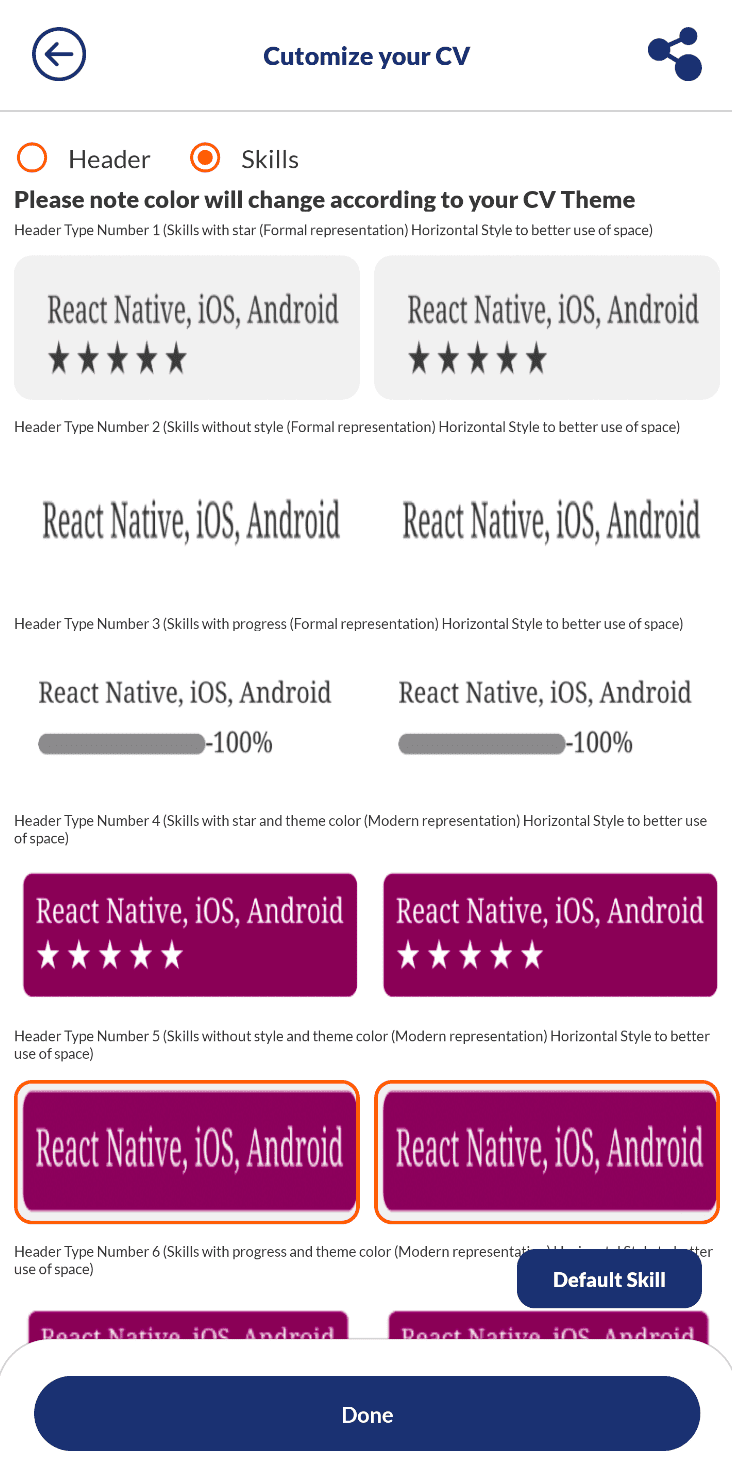 Cutomize your CV
Header Skills
Please note color will change according to your CV Theme
Header Type Number 1 (Skills with star (Formal representation) Horizontal Style to better use of space)
React Native, iOS, Android React Native, iOS, Android
★★★★★ ★★★★★
Header Type Number 2 (Skills without style (Formal representation) Horizontal Style to better use of space)
React Native, iOS, Android React Native, iOS, Android
Header Type Number 3 (Skills with progress (Formal representation) Horizontal Style to better use of space)
React Native, iOS, Android React Native, iOS, Android
-100% -100%
Header Type Number 4 (Skills with star and theme color (Modern representation) Horizontal Style to better use
of space)
React Native, iOS, Android React Native, iOS, Android
★★★★★ ★★★★★
Header Type Number 5 (Skills without style and theme color (Modern representation) Horizontal Style to better
use of space)
React Native, iOS, Android React Native, iOS, Android
Header Type Number 6 (Skills with progress and theme color (Modern representation) Horizontal Style to better
use of space)
Default Skill
React Native, iOS, Android React Native, iOS, Android
Done